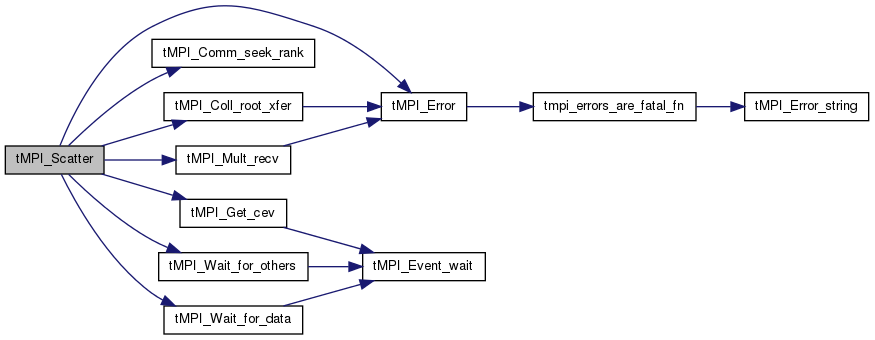 tMPI_Scatter
tMPI_Comm_seek_rank
tMPI_Coll_root_xfer
tMPI_Mult_recv
tMPI_Get_cev
tMPI_Wait_for_others
tMPI_Wait_for_data
tMPI_Error
tMPI_Event_wait
tmpi_errors_are_fatal_fn
tMPI_Error_string